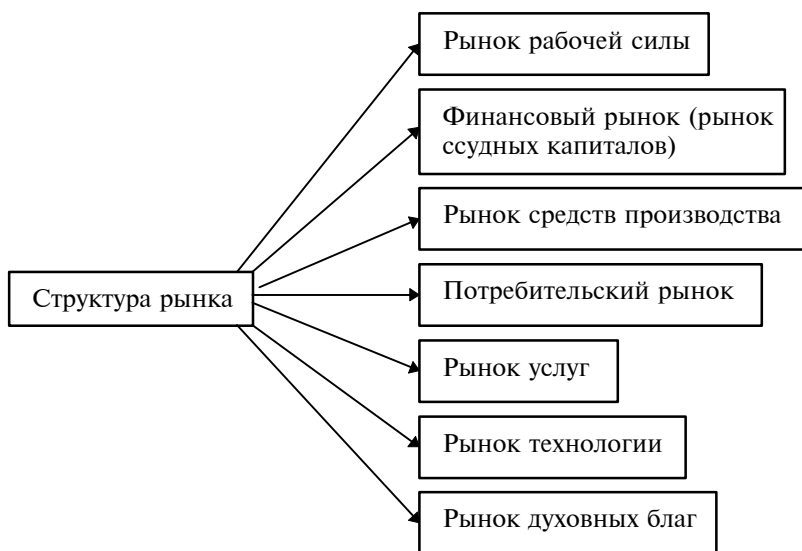 Рынок рабочей силы
Финансовый рынок (рынок
ссудных капиталов)
Рынок средств производства
Структура рынка
Потребительский рынок
Рынок услуг
Рынок технологии
Рынок духовных благ